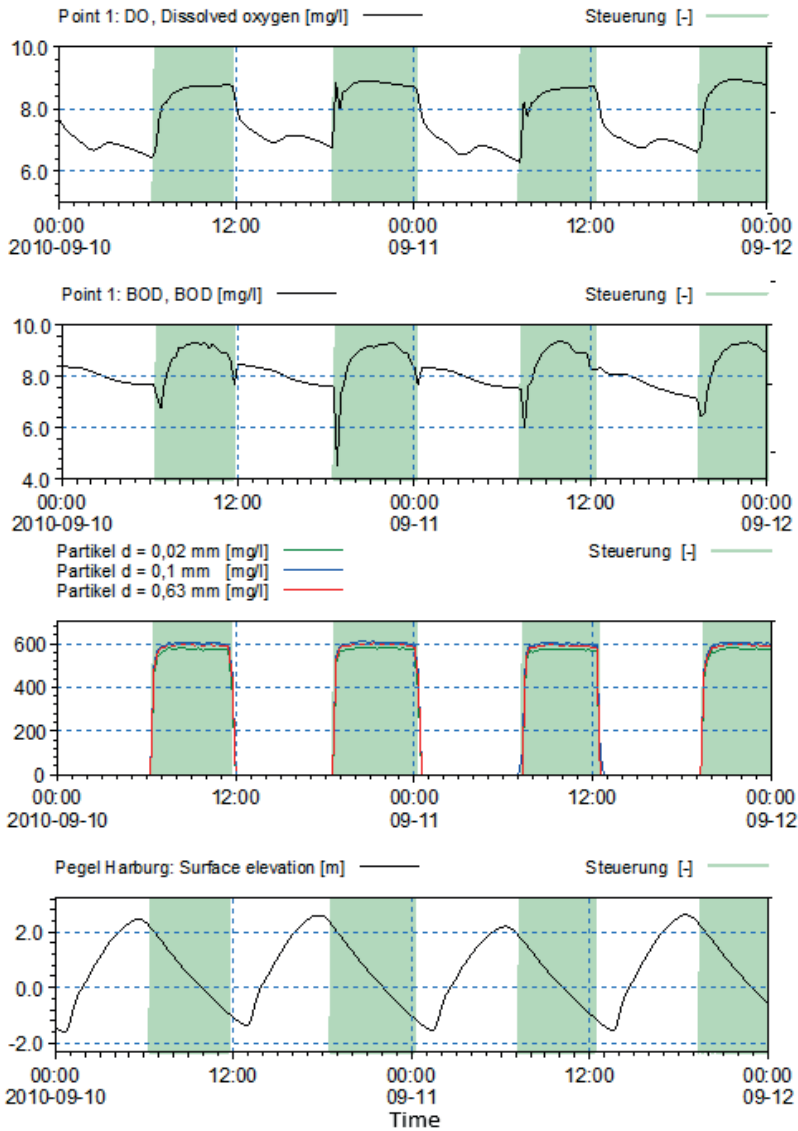 Point 1: DO, Dissolved oxygen [mg/l] Steuerung [-]
10.0
8.0
6.0
00:00 12:00 00:00 12:00 00:00
2010-09-10 09-11 09-12
Point 1: BOD, BOD [mg/l] Steuerung [-]
10.0
8.0
6.0
4.0
00:00 12:00 00:00 12:00 00:00
2010-09-10 09-11 09-12
Partikel d = 0,02 mm [mg/l] Steuerung [-]
Partikel d = 0,1 mm [mg/l]
Partikel d = 0,63 mm [mg/l]
600
400
200
0
00:00 12:00 00:00 12:00 00:00
2010-09-10 09-11 09-12
Pegel Harburg: Surface elevation [m] Steuerung [-]
2.0
0.0
-2.0
00:00 12:00 00:00 12:00 00:00
2010-09-10 09-11 09-12
Time